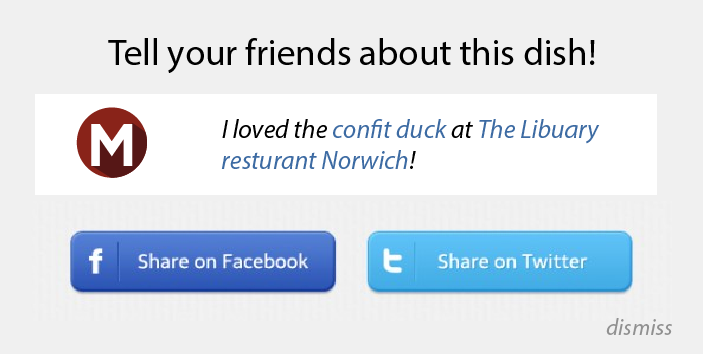 Tell your friends about this dish!
M
I loved the confit duck at The Libuary
resturant Norwich!
f Share on Facebook
t Share on Twitter
dismiss